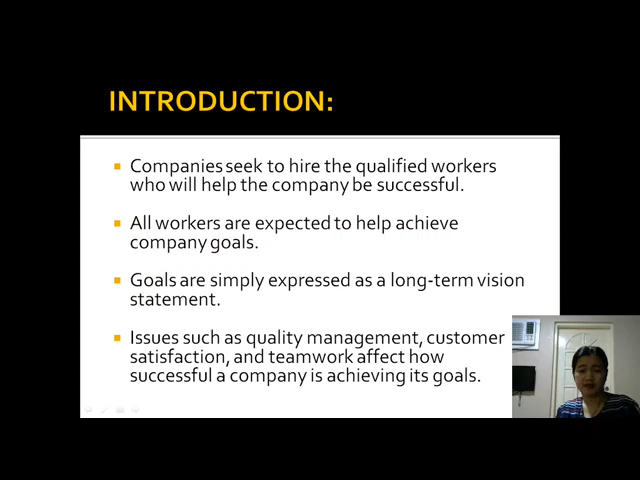 INTRODUCTION:
Companies seek to hire the qualified workers
who will help the company be successful.
All workers are expected to help achieve
company goals.
Goals are simply expressed as a long-term vision
statement.
Issues such as quality management, customer
satisfaction, and teamwork affect how
successful a company is achieving its goals.